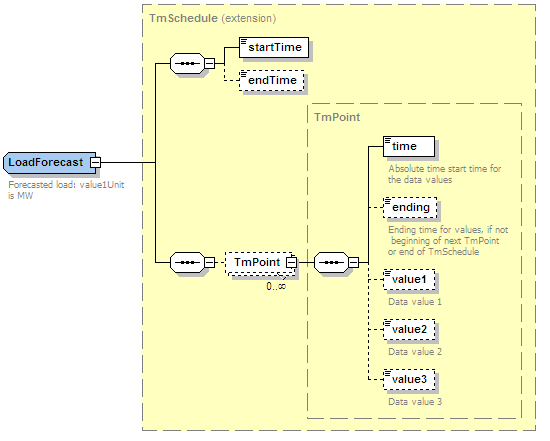 TmSchedule (extension)
startTime
endTime
TmPoint
time
Absolute time start time for
the data values
LoadForecast
Forecasted load: value1Unit
is MW
ending
Ending time for values, if not
beginning of next TmPoint
or end of TmSchedule
TmPoint
0..∞
value1
Data value 1
value2
Data value 2
value3
Data value 3